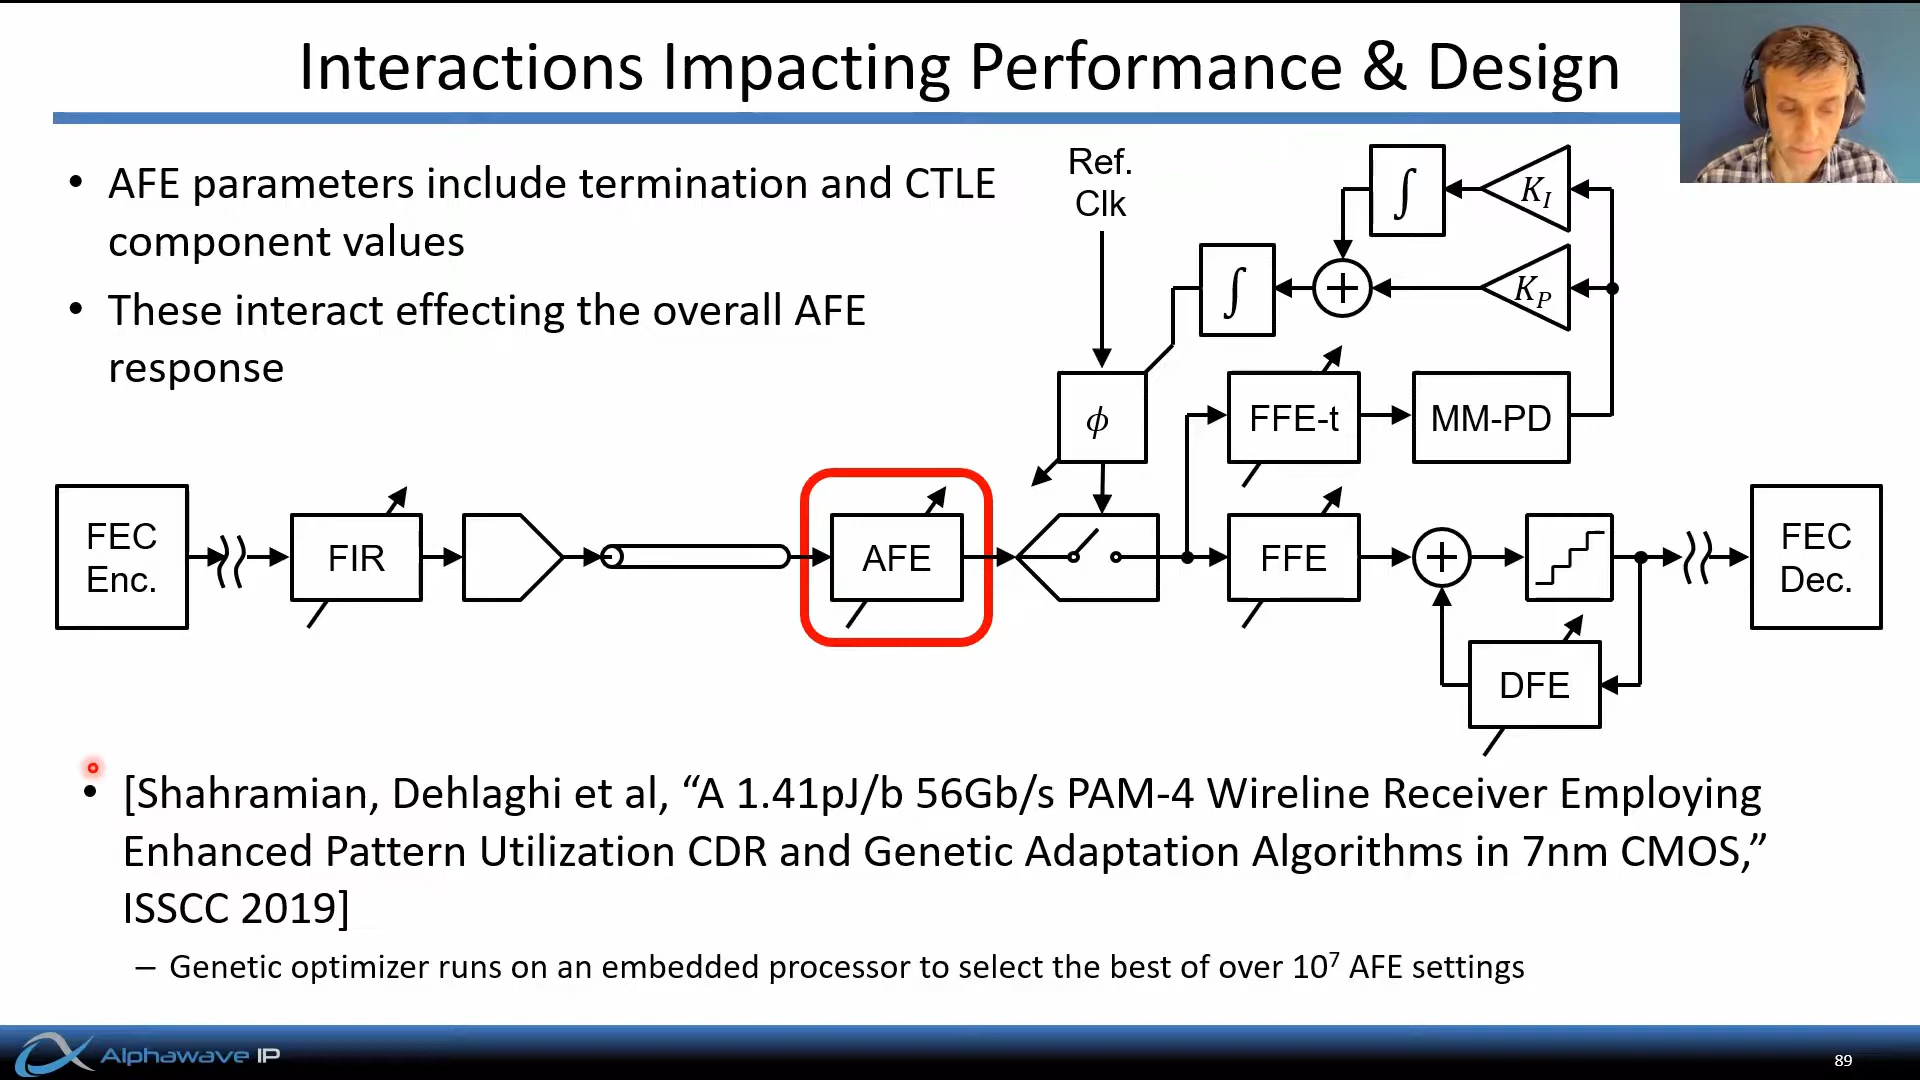 Interactions Impacting Performance & Design
• AFE parameters include termination and CTLE
component values
• These interact effecting the overall AFE
response
Ref.
Clk
∫
K_I
∫
+
K_P
ϕ
FFE-t
MM-PD
FEC
Enc.
FIR
AFE
FFE
+
FEC
Dec.
DFE
• [Shahramian, Dehlaghi et al, “A 1.41pJ/b 56Gb/s PAM-4 Wireline Receiver Employing
Enhanced Pattern Utilization CDR and Genetic Adaptation Algorithms in 7nm CMOS,”
ISSCC 2019]
– Genetic optimizer runs on an embedded processor to select the best of over 10⁷ AFE settings
Alphawave IP
89